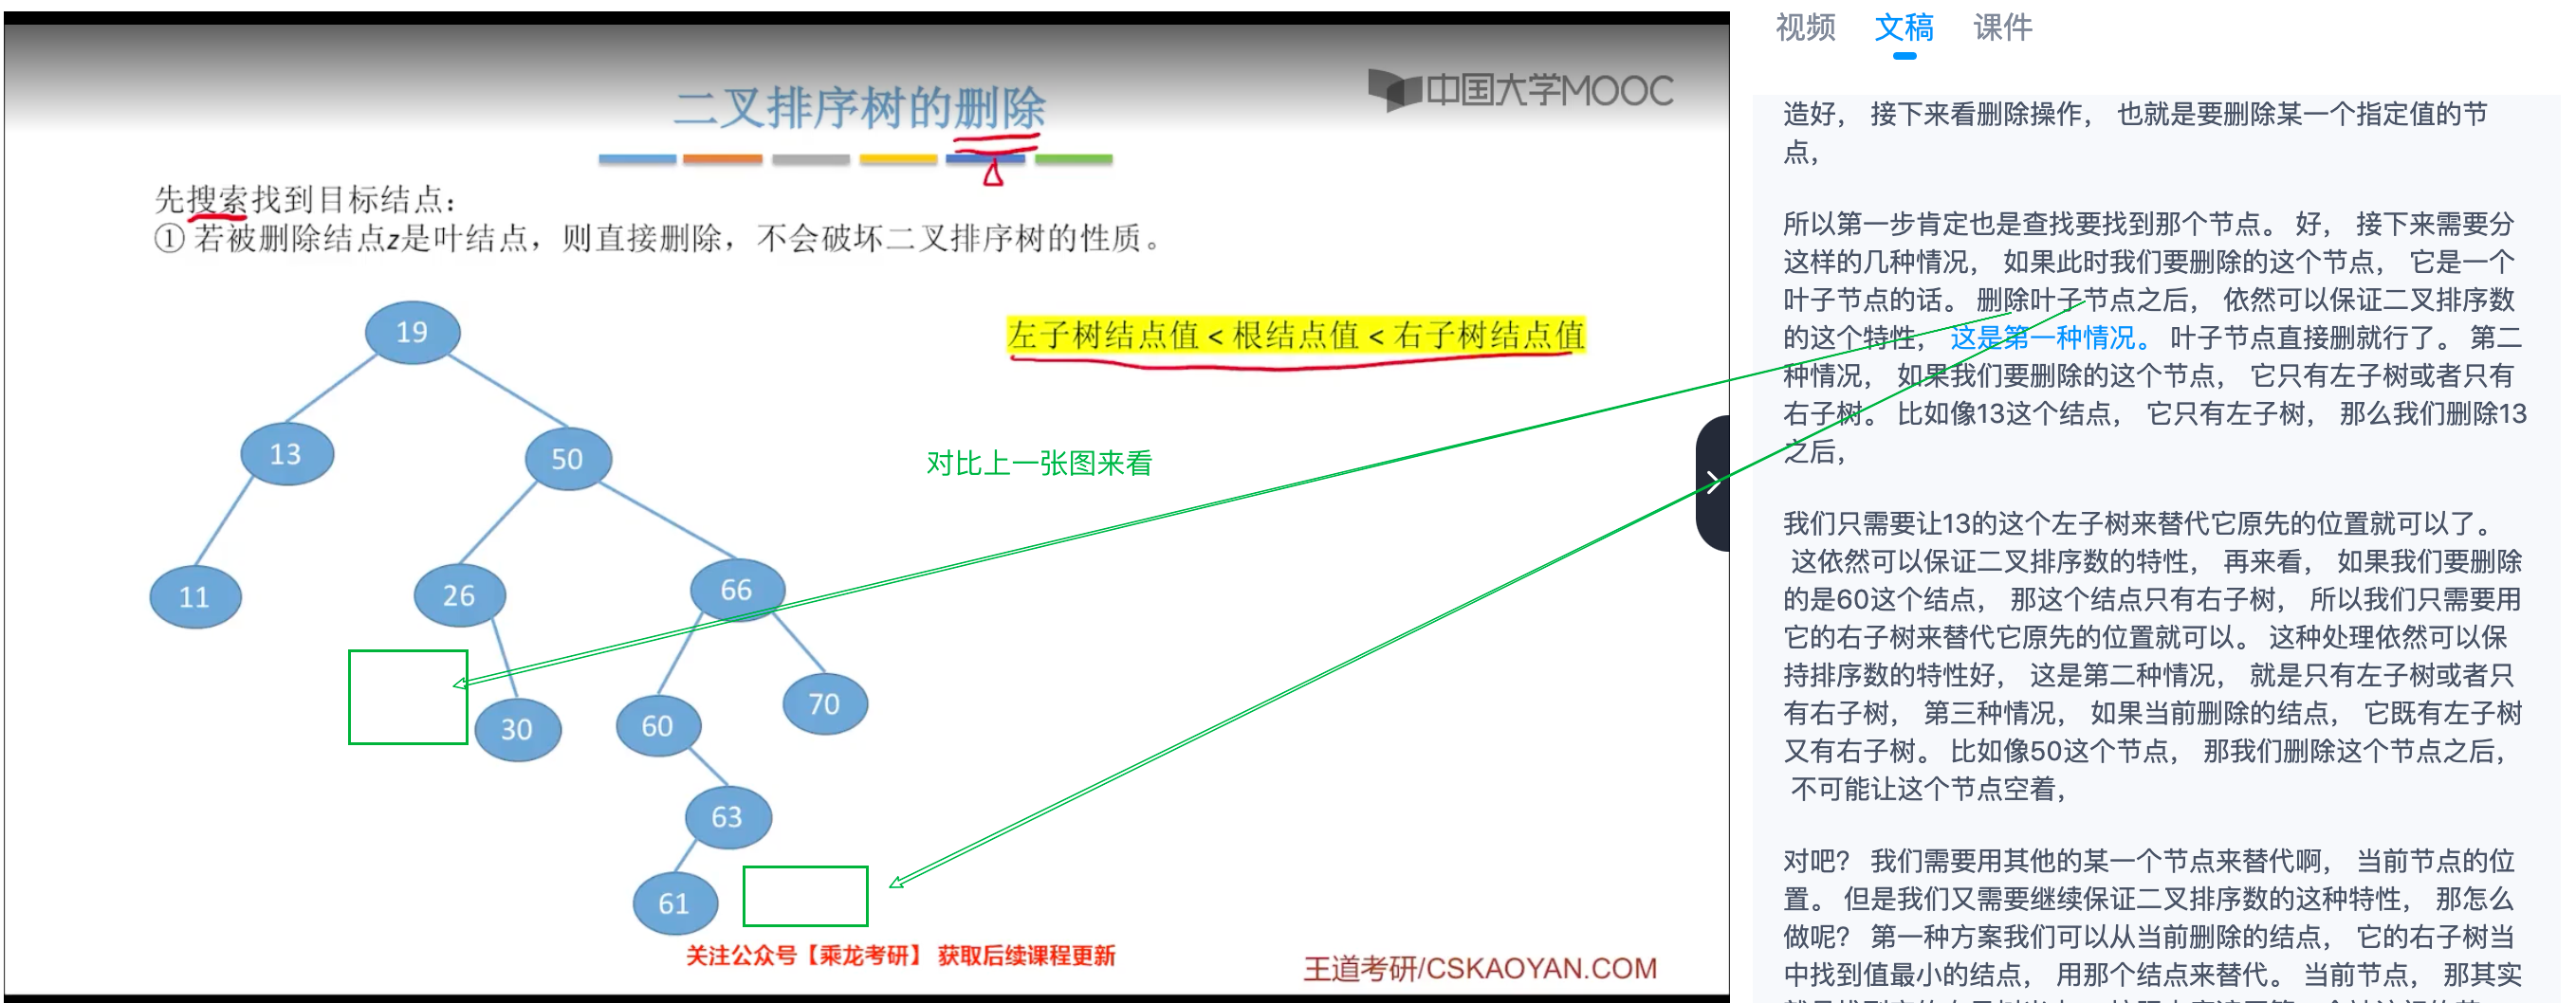 二叉排序树的删除
中国大学MOOC
先搜索找到目标结点：
① 若被删除结点z是叶结点，则直接删除，不会破坏二叉排序树的性质。
左子树结点值 < 根结点值 < 右子树结点值
19
13
50
对比上一张图来看
11
26
66
30
60
70
63
61
关注公众号【乘龙考研】 获取后续课程更新
王道考研/CSKAOYAN.COM
视频 文稿 课件
造好， 接下来看删除操作， 也就是要删除某一个指定值的节
点，
所以第一步肯定也是查找要找到那个节点。 好， 接下来需要分
这样的几种情况， 如果此时我们要删除的这个节点， 它是一个
叶子节点的话。 删除叶子节点之后， 依然可以保证二叉排序数
的这个特性， 这是第一种情况。 叶子节点直接删就行了。 第二
种情况， 如果我们要删除的这个节点， 它只有左子树或者只有
右子树。 比如像13这个结点， 它只有左子树， 那么我们删除13
之后，
我们只需要让13的这个左子树来替代它原先的位置就可以了。
这依然可以保证二叉排序数的特性， 再来看， 如果我们要删除
的是60这个结点， 那这个结点只有右子树， 所以我们只需要用
它的右子树来替代它原先的位置就可以。 这种处理依然可以保
持排序数的特性好， 这是第二种情况， 就是只有左子树或者只
有右子树， 第三种情况， 如果当前删除的结点， 它既有左子树
又有右子树。 比如像50这个节点， 那我们删除这个节点之后，
不可能让这个节点空着，
对吧？ 我们需要用其他的某一个节点来替代啊， 当前节点的位
置。 但是我们又需要继续保证二叉排序数的这种特性， 那怎么
做呢？ 第一种方案我们可以从当前删除的结点， 它的右子树当
中找到值最小的结点， 用那个结点来替代。 当前节点， 那其实